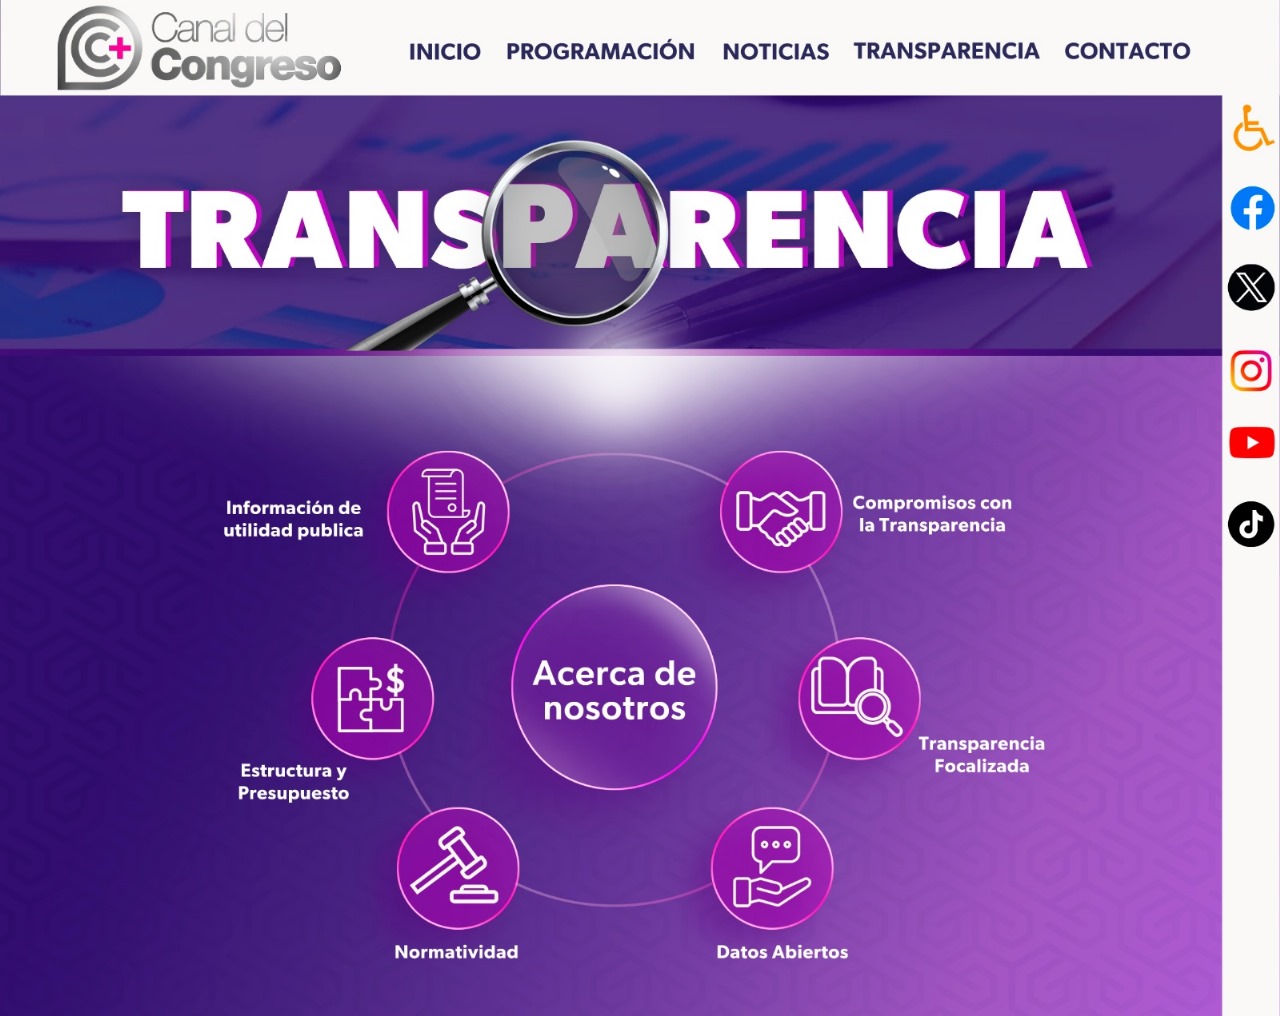 Canal del
Congreso
INICIO PROGRAMACIÓN NOTICIAS TRANSPARENCIA CONTACTO
TRANSPARENCIA
Información de
utilidad publica
Compromisos con
la Transparencia
Acerca de
nosotros
Estructura y
Presupuesto
Transparencia
Focalizada
Normatividad
Datos Abiertos